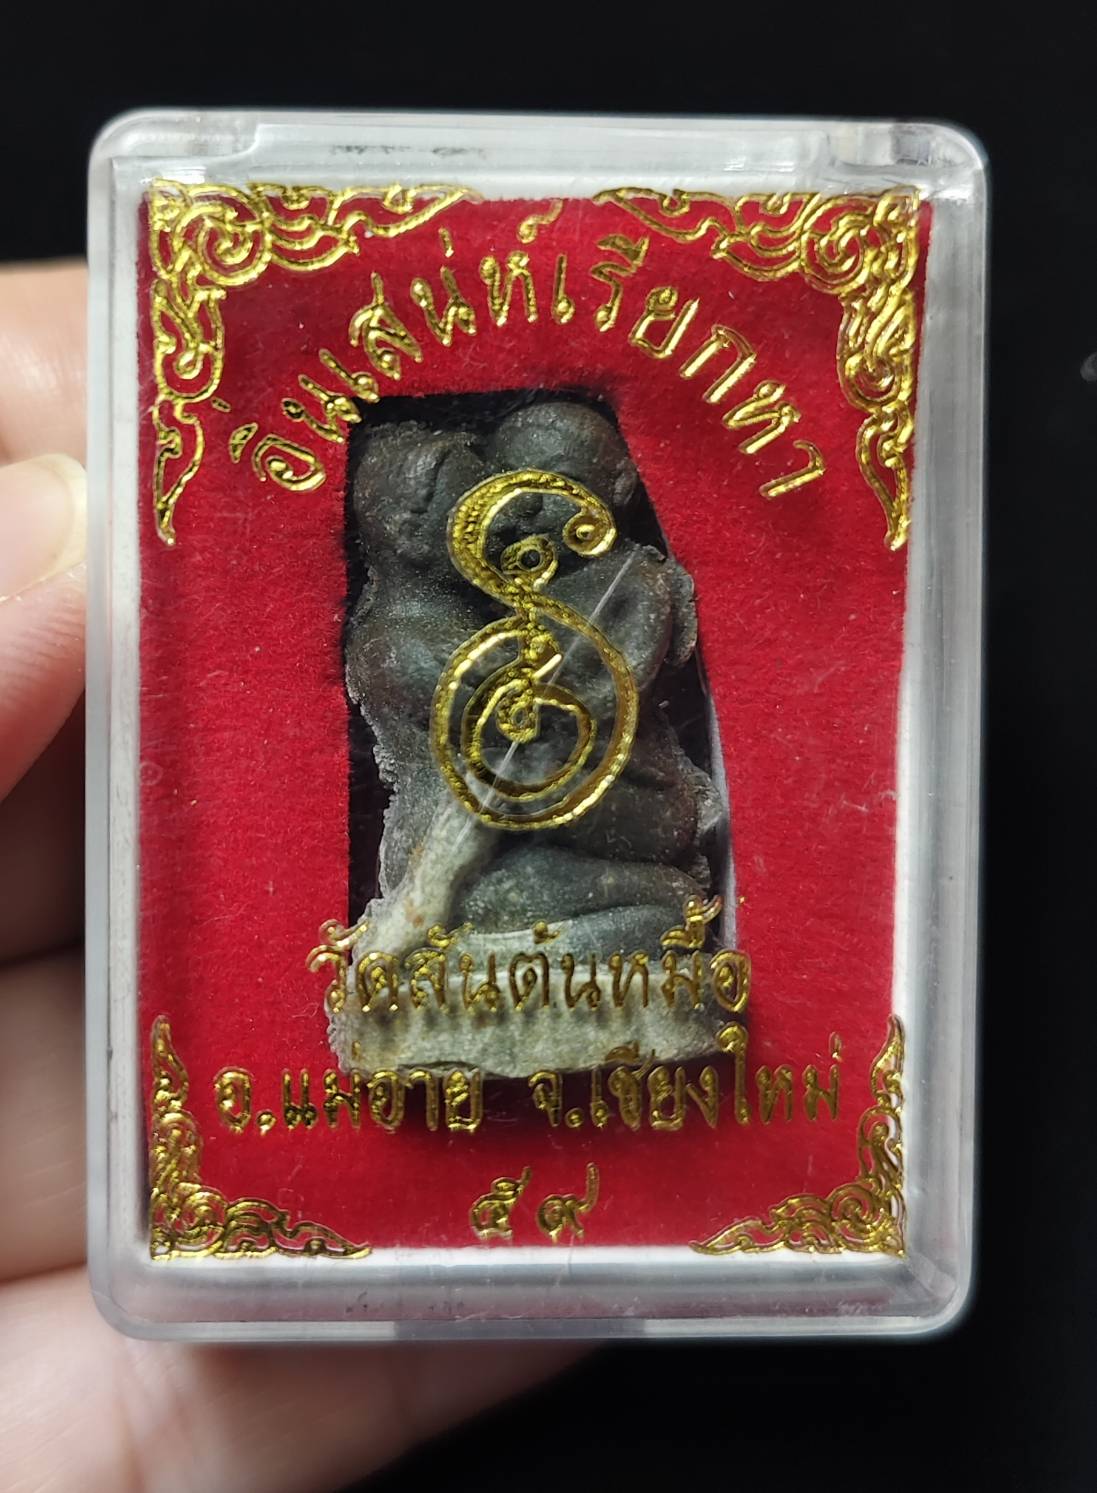 อิ่นเสน่ห์เรียกหา
วัดสันต้นหมื้อ
อ.แม่อาย จ.เชียงใหม่
๕๙